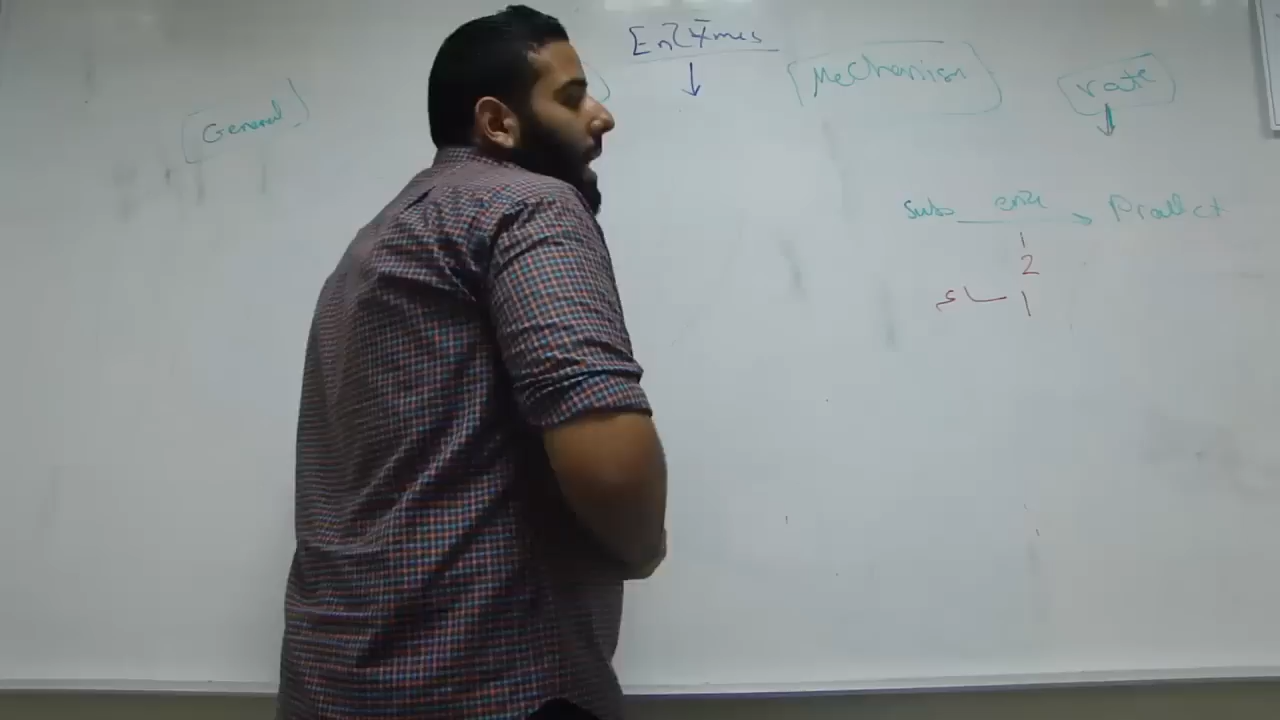 Enzymes
General
Mechanism
rate
Sub enz Product
1
2
1